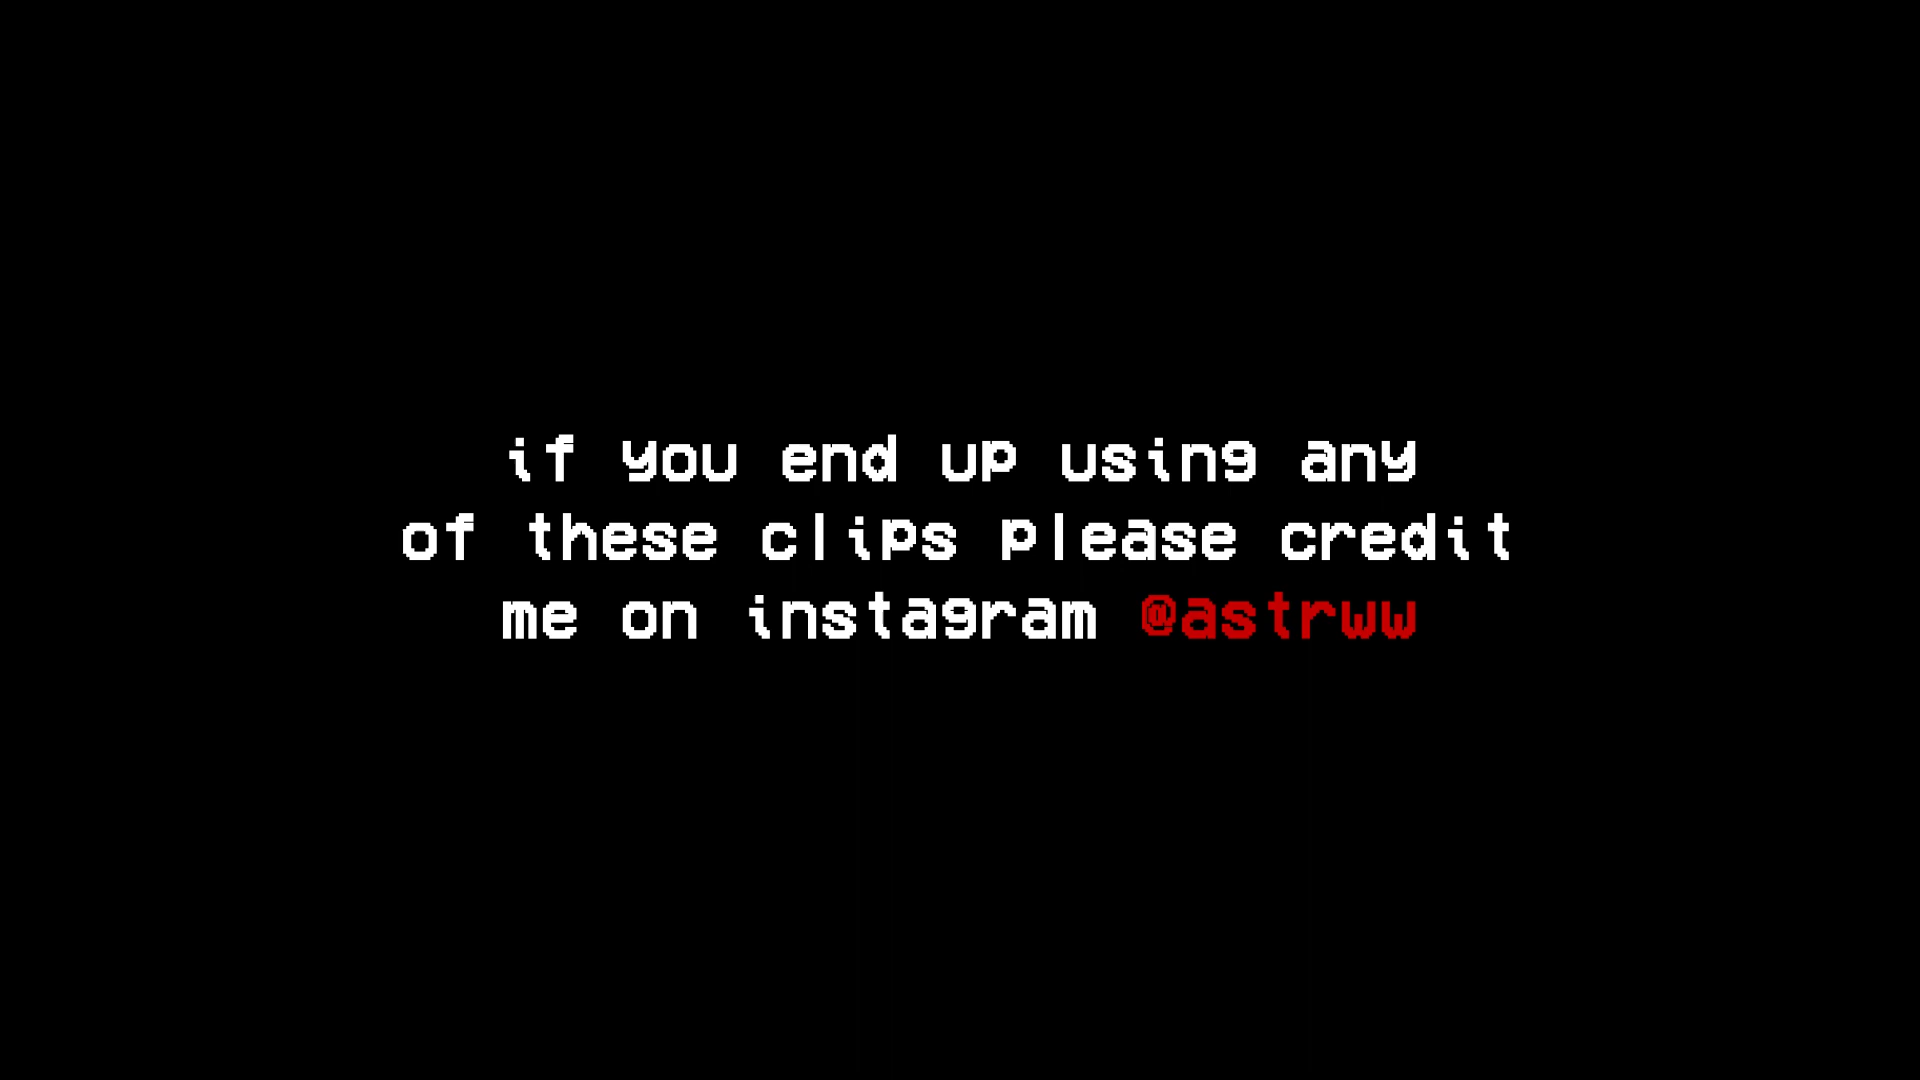 if you end up using any
of these clips please credit
me on instagram @astrww